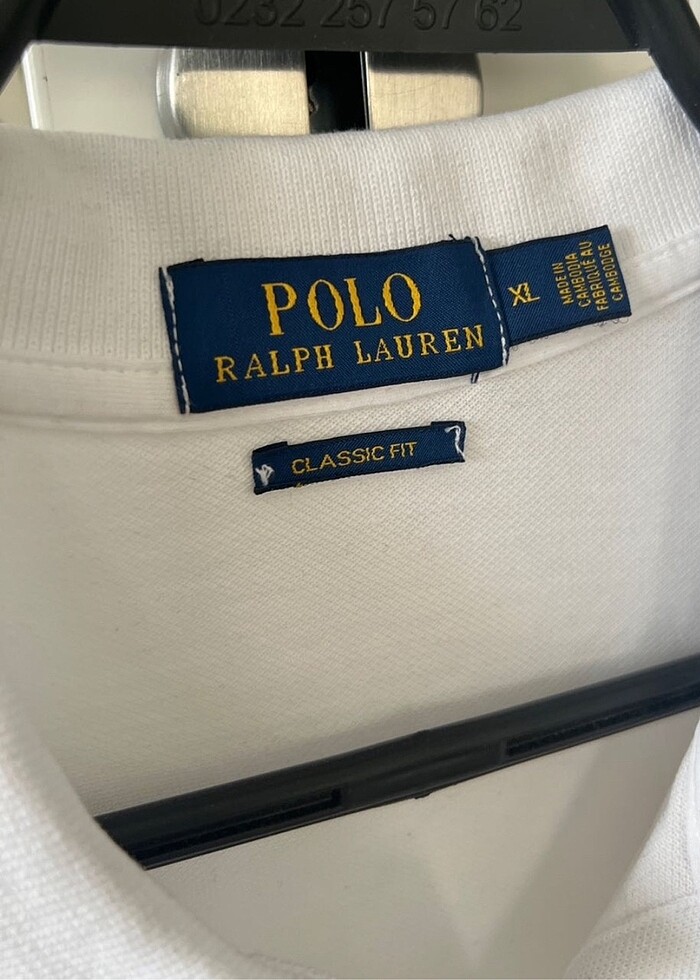 0232 257 57 62
POLO
RALPH LAUREN
XL
MADE IN
CAMBODIA
FABRIQUÉ AU
CAMBODGE
CLASSIC FIT